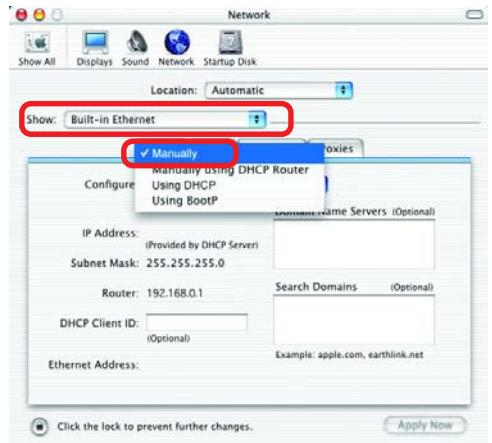 Network
Show All Displays Sound Network Startup Disk
Location: Automatic
Show: Built-in Ethernet
✓ Manually
Manually using DHCP Router
Using DHCP
Using BootP
Proxies
Configure
Domain Name Servers (Optional)
IP Address:
(Provided by DHCP Server)
Subnet Mask: 255.255.255.0
Router: 192.168.0.1
Search Domains (Optional)
DHCP Client ID:
(Optional)
Example: apple.com, earthlink.net
Ethernet Address:
Click the lock to prevent further changes.
Apply Now